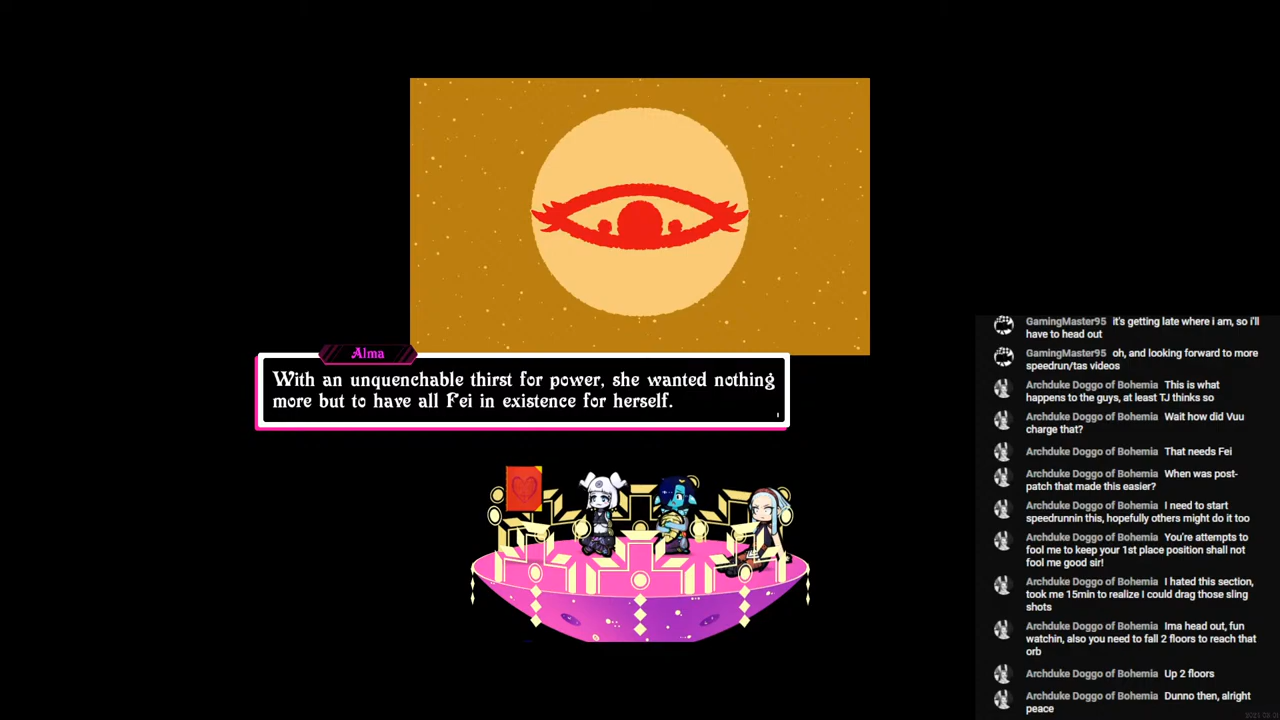 Alma
With an unquenchable thirst for power, she wanted nothing
more but to have all Fei in existence for herself.
GamingMaster95 it's getting late where i am, so i'll
have to head out
GamingMaster95 oh, and looking forward to more
speedrun/tas videos
Archduke Doggo of Bohemia This is what
happens to the guys, at least TJ thinks so
Archduke Doggo of Bohemia Wait how did Vuu
charge that?
Archduke Doggo of Bohemia That needs Fei
Archduke Doggo of Bohemia When was post-
patch that made this easier?
Archduke Doggo of Bohemia I need to start
speedrunnin this, hopefully others might do it too
Archduke Doggo of Bohemia You're attempts to
fool me to keep your 1st place position shall not
fool me good sir!
Archduke Doggo of Bohemia I hated this section,
took me 15min to realize I could drag those sling
shots
Archduke Doggo of Bohemia Ima head out, fun
watchin, also you need to fall 2 floors to reach that
orb
Archduke Doggo of Bohemia Up 2 floors
Archduke Doggo of Bohemia Dunno then, alright
peace